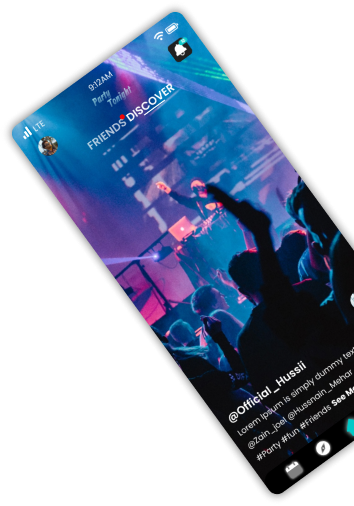 LTE
9:12AM
Party
Tonight
FRIENDS DISCOVER
@Official_Hussii
Lorem Ipsum is simply dummy text
@Zain_joel @Hussnain_Mehar
#Party #fun #Friends See